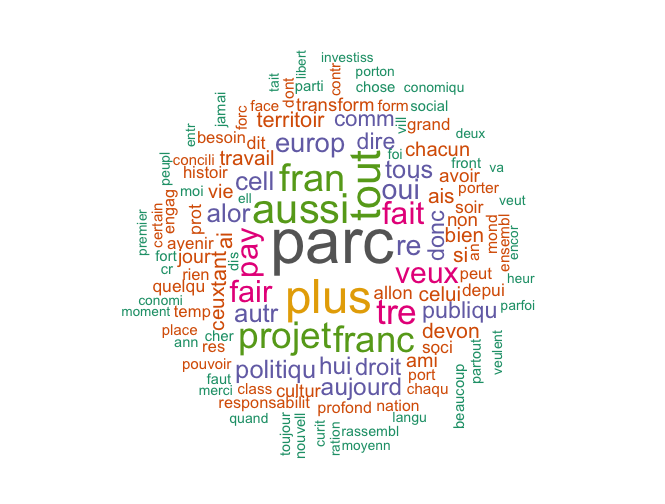 investiss
libert
porton
tait
contr
parti
chose
conomiqu
dont
face
transform
form
social
jamai
forc
territoir
comm
vill
grand
deux
entr
besoin
dit
europ
dire
foi
chacun
peupl
concili
travail
fran
tout
tous
front
va
histoir
cell
oui
avoir
moi
vie
ell
aussi
ais
porter
veut
premier
certain
engag
prot
alor
fait
soir
non
mond
ensembl
encor
avenir
ai
pay
parc
re
donc
bien
an
fort
jour
dis
si
cr
rien
tant
veux
peut
heur
quelqu
ceux
fair
plus
allon
celui
depui
conomi
moment
temp
autr
tre
publiqu
parfoi
place
cher
projet
franc
devon
ann
res
soci
partout
veulent
pouvoir
politiqu
hui
droit
ami
faut
port
merci
class
cultur
aujourd
chaqu
beaucoup
responsabilit
profond
nation
quand
langu
toujour
nouvell
curit
ration
rassembl
moyenn